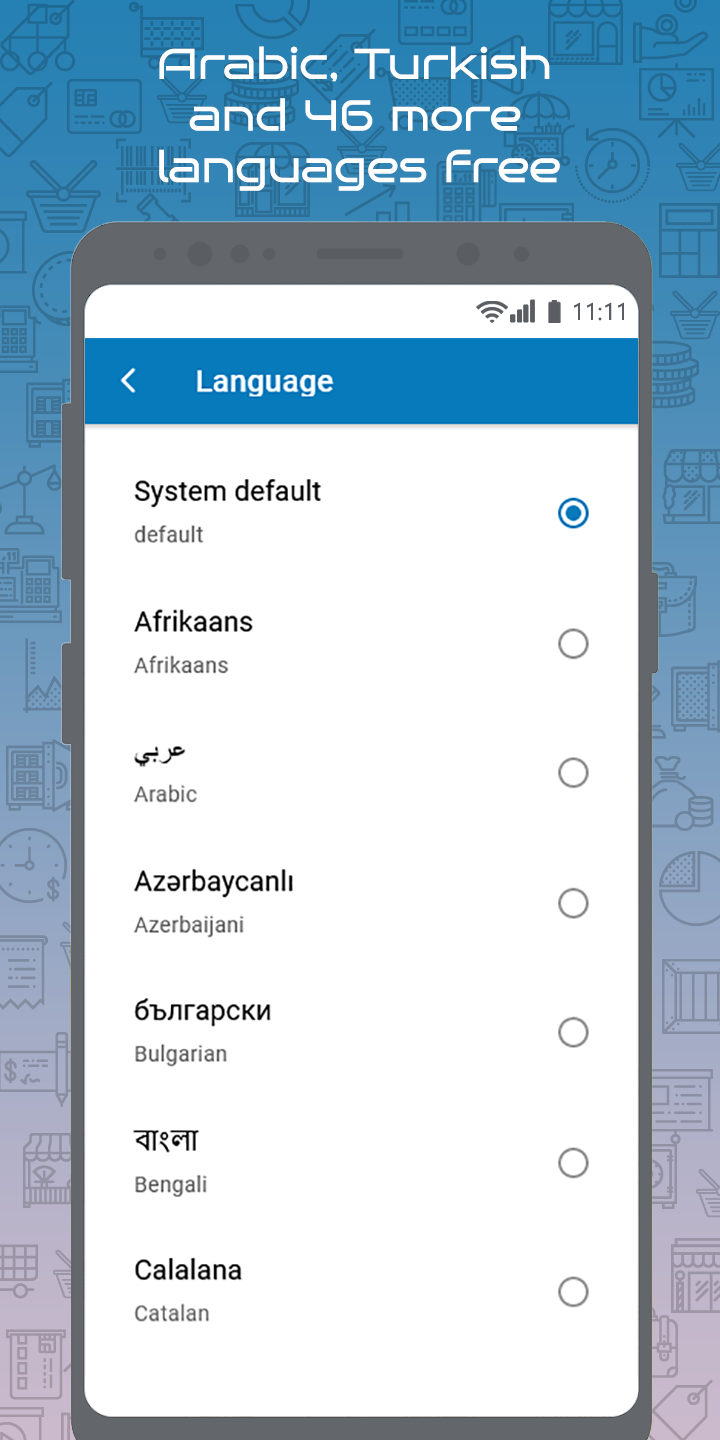 Arabic, Turkish
and 46 more
languages free
11:11
Language
System default
default
Afrikaans
Afrikaans
عربي
Arabic
Azərbaycanlı
Azerbaijani
български
Bulgarian
বাংলা
Bengali
Calalana
Catalan